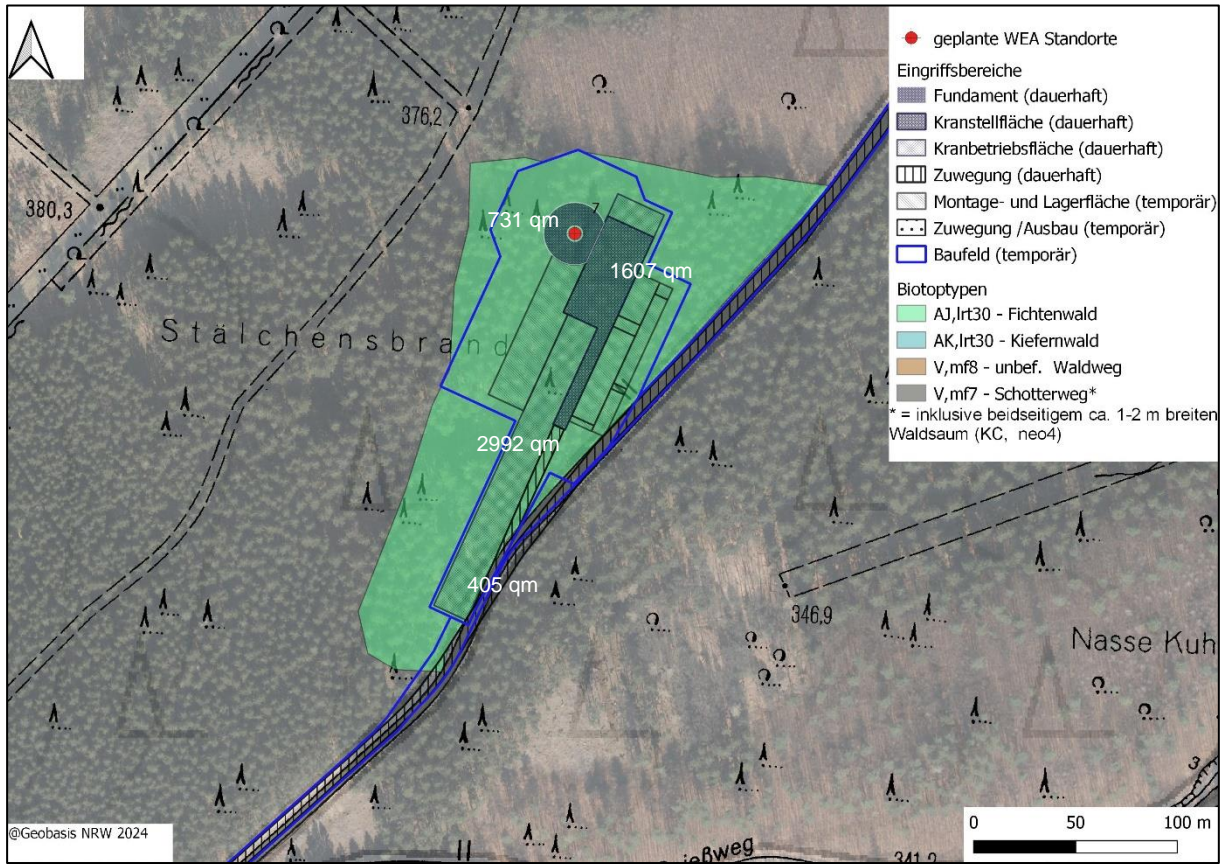 geplante WEA Standorte
Eingriffsbereiche
Fundament (dauerhaft)
Kranstellfläche (dauerhaft)
Kranbetriebsfläche (dauerhaft)
Zuwegung (dauerhaft)
Montage- und Lagerfläche (temporär)
Zuwegung /Ausbau (temporär)
Baufeld (temporär)
Biotoptypen
AJ,lrt30 - Fichtenwald
AK,lrt30 - Kiefernwald
V,mf8 - unbef. Waldweg
V,mf7 - Schotterweg*
* = inklusive beidseitigem ca. 1-2 m breiten
Waldsaum (KC, neo4)
376,2
380,3
731 qm
7
1607 qm
Stälchensbrand
2992 qm
405 qm
346,9
Nasse Kuh
3
341,2
0 50 100 m
@Geobasis NRW 2024